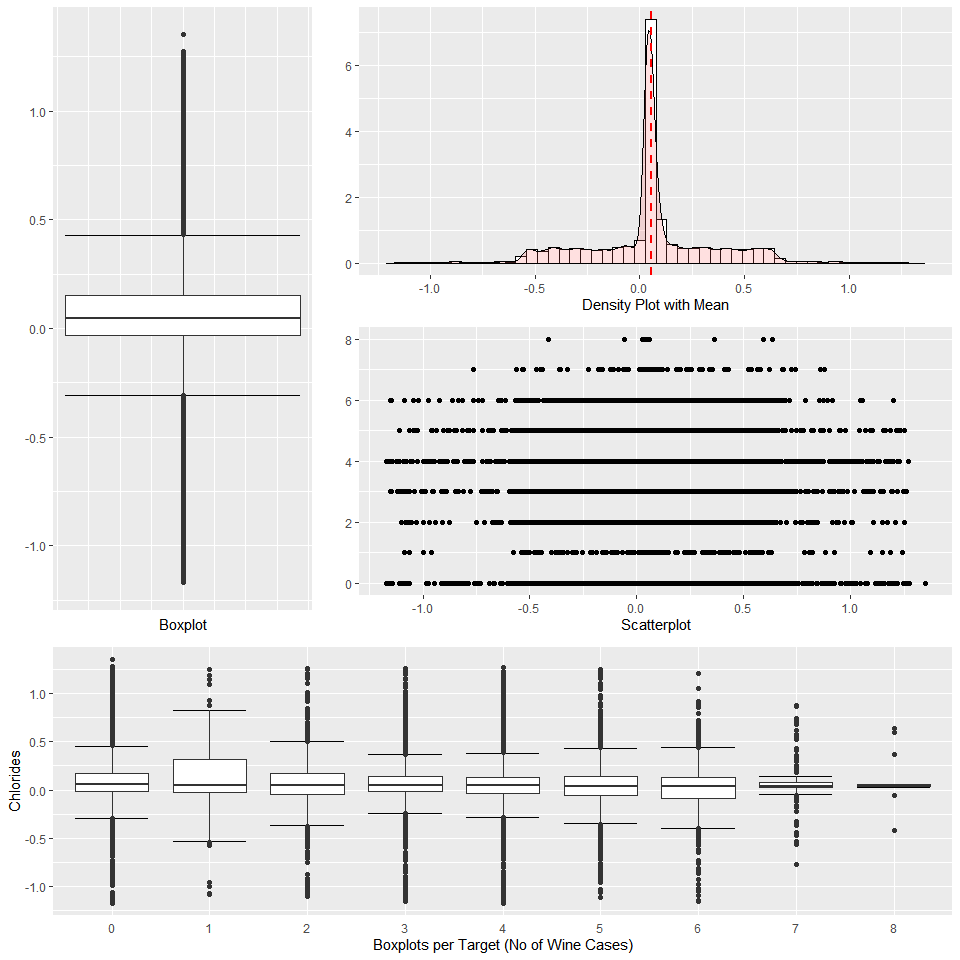 1.0
0.5
0.0
-0.5
-1.0
Boxplot
6
4
2
0
-1.0 -0.5 0.0 0.5 1.0
Density Plot with Mean
8
6
4
2
0
-1.0 -0.5 0.0 0.5 1.0
Scatterplot
Chlorides
1.0
0.5
0.0
-0.5
-1.0
0 1 2 3 4 5 6 7 8
Boxplots per Target (No of Wine Cases)